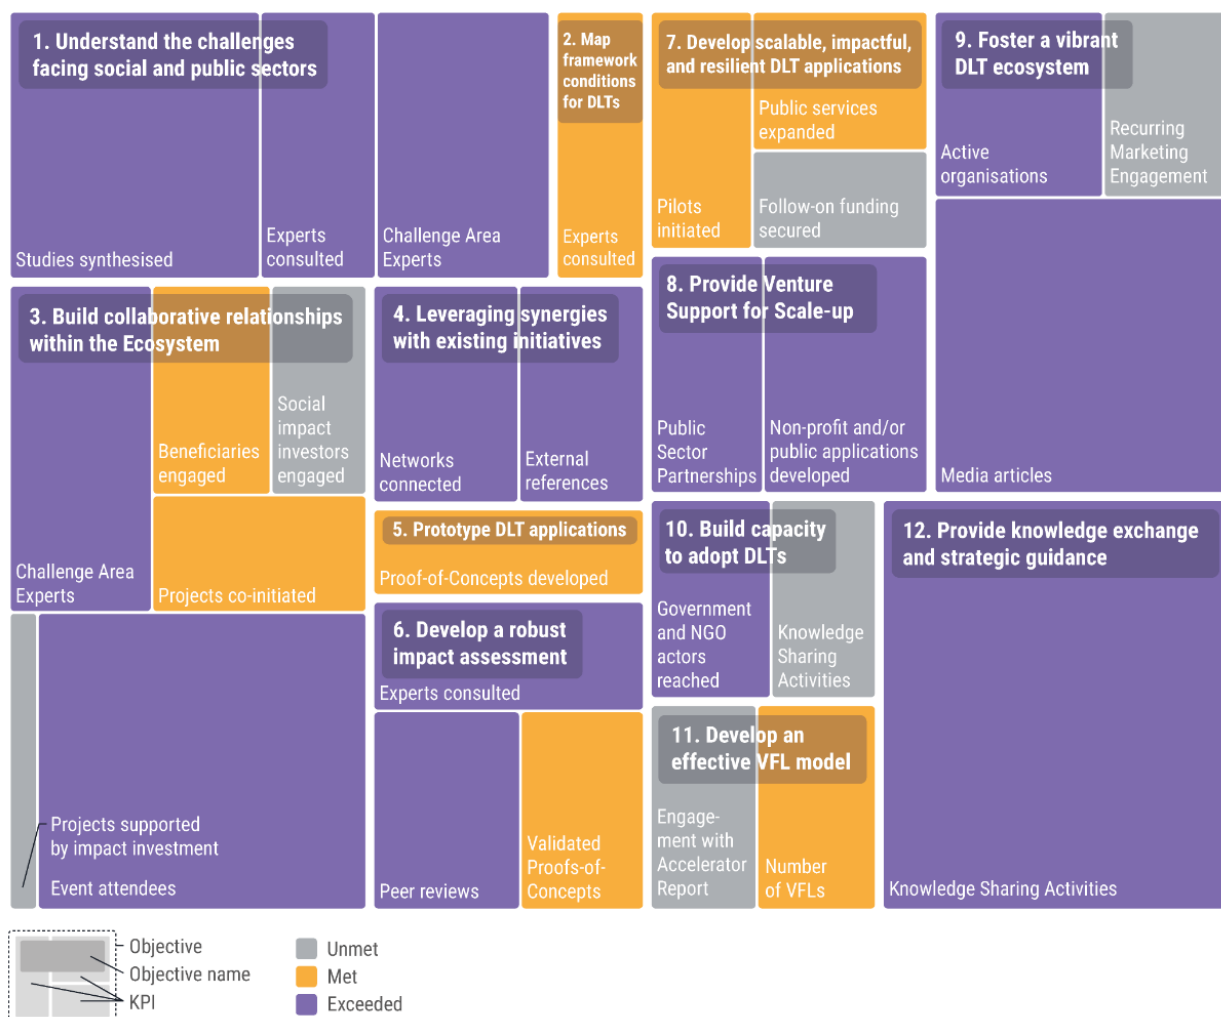 1. Understand the challenges
facing social and public sectors
Studies synthesised
Experts
consulted
Challenge Area
Experts
2. Map
framework
conditions
for DLTs
Experts
consulted
3. Build collaborative relationships
within the Ecosystem
Challenge Area
Experts
Beneficiaries
engaged
Social
impact
investors
engaged
Projects co-initiated
Projects supported
by impact investment
Event attendees
4. Leveraging synergies
with existing initiatives
Networks
connected
External
references
5. Prototype DLT applications
Proof-of-Concepts developed
6. Develop a robust
impact assessment
Experts consulted
Peer reviews
Validated
Proofs-of-
Concepts
7. Develop scalable, impactful,
and resilient DLT applications
Pilots
initiated
Public services
expanded
Follow-on funding
secured
8. Provide Venture
Support for Scale-up
Public
Sector
Partnerships
Non-profit and/or
public applications
developed
9. Foster a vibrant
DLT ecosystem
Active
organisations
Recurring
Marketing
Engagement
Media articles
10. Build capacity
to adopt DLTs
Government
and NGO
actors
reached
Knowledge
Sharing
Activities
11. Develop an
effective VFL model
Engage-
ment with
Accelerator
Report
Number
of VFLs
12. Provide knowledge exchange
and strategic guidance
Knowledge Sharing Activities
Objective
Objective name
KPI
Unmet
Met
Exceeded